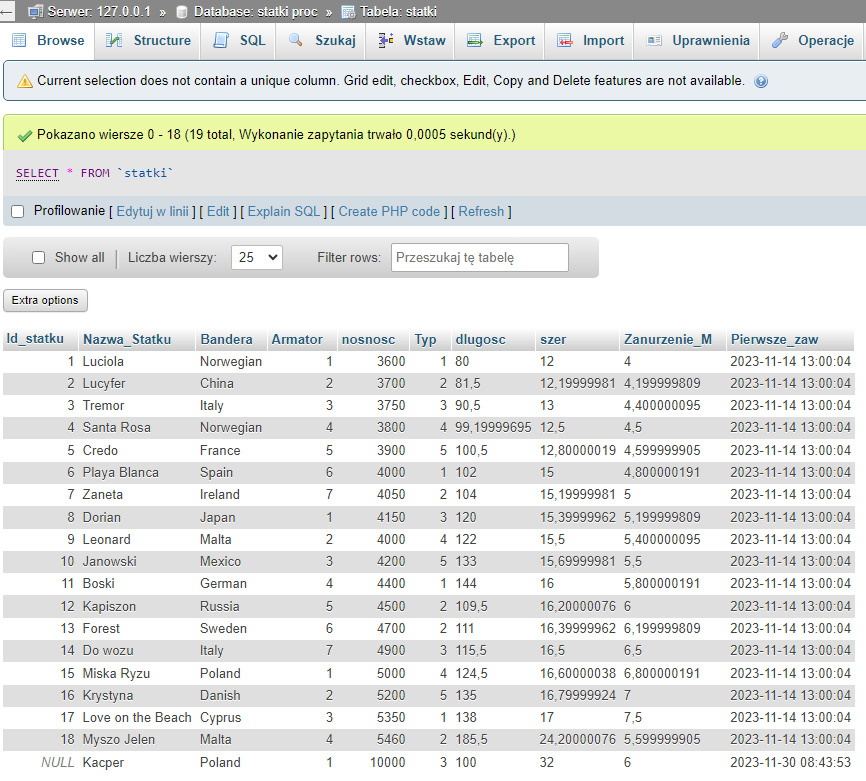 Serwer: 127.0.0.1 » Database: statki proc » Tabela: statki
Browse Structure SQL Szukaj Wstaw Export Import Uprawnienia Operacje
Current selection does not contain a unique column. Grid edit, checkbox, Edit, Copy and Delete features are not available.
Pokazano wiersze 0 - 18 (19 total, Wykonanie zapytania trwało 0,0005 sekund(y).)
SELECT * FROM `statki`
Profilowanie [ Edytuj w linii ] [ Edit ] [ Explain SQL ] [ Create PHP code ] [ Refresh ]
Show all Liczba wierszy: 25 Filter rows: Przeszukaj tę tabelę
Extra options
Id_statku Nazwa_Statku Bandera Armator nosnosc Typ dlugosc szer Zanurzenie_M Pierwsze_zaw
1 Luciola Norwegian 1 3600 1 80 12 4 2023-11-14 13:00:04
2 Lucyfer China 2 3700 2 81,5 12,19999981 4,199999809 2023-11-14 13:00:04
3 Tremor Italy 3 3750 3 90,5 13 4,400000095 2023-11-14 13:00:04
4 Santa Rosa Norwegian 4 3800 4 99,19999695 12,5 4,5 2023-11-14 13:00:04
5 Credo France 5 3900 5 100,5 12,80000019 4,599999905 2023-11-14 13:00:04
6 Playa Blanca Spain 6 4000 1 102 15 4,800000191 2023-11-14 13:00:04
7 Zaneta Ireland 7 4050 2 104 15,19999981 5 2023-11-14 13:00:04
8 Dorian Japan 1 4150 3 120 15,39999962 5,199999809 2023-11-14 13:00:04
9 Leonard Malta 2 4000 4 122 15,5 5,400000095 2023-11-14 13:00:04
10 Janowski Mexico 3 4200 5 133 15,69999981 5,5 2023-11-14 13:00:04
11 Boski German 4 4400 1 144 16 5,800000191 2023-11-14 13:00:04
12 Kapiszon Russia 5 4500 2 109,5 16,20000076 6 2023-11-14 13:00:04
13 Forest Sweden 6 4700 2 111 16,39999962 6,199999809 2023-11-14 13:00:04
14 Do wozu Italy 7 4900 3 115,5 16,5 6,5 2023-11-14 13:00:04
15 Miska Ryzu Poland 1 5000 4 124,5 16,60000038 6,800000191 2023-11-14 13:00:04
16 Krystyna Danish 2 5200 5 135 16,79999924 7 2023-11-14 13:00:04
17 Love on the Beach Cyprus 3 5350 1 138 17 7,5 2023-11-14 13:00:04
18 Myszo Jelen Malta 4 5460 2 185,5 24,20000076 5,599999905 2023-11-14 13:00:04
NULL Kacper Poland 1 10000 3 100 32 6 2023-11-30 08:43:53